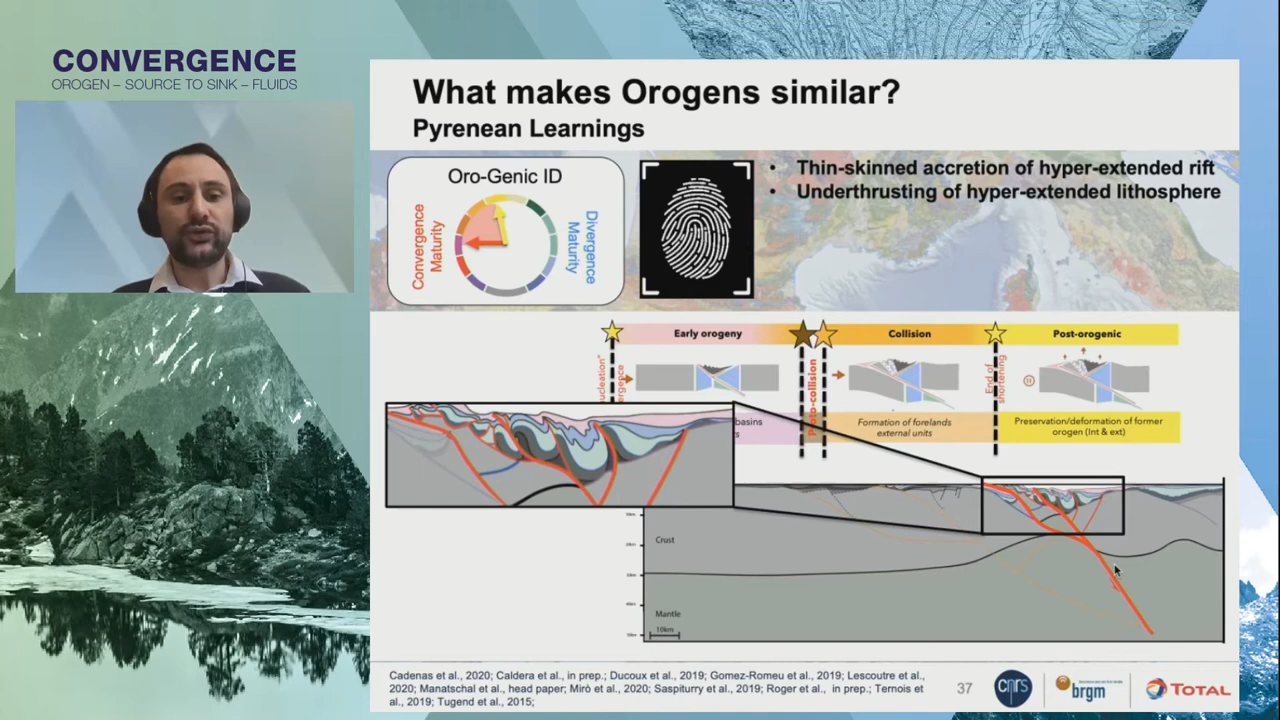 CONVERGENCE
OROGEN – SOURCE TO SINK – FLUIDS
What makes Orogens similar?
Pyrenean Learnings
Oro-Genic ID
Convergence
Maturity
Divergence
Maturity
• Thin-skinned accretion of hyper-extended rift
• Underthrusting of hyper-extended lithosphere
Early orogeny
Collision
Post-orogenic
End of
shortening
Formation of forelands
external units
Preservation/deformation of former
orogen (Int & ext)
basins
Crust
Mantle
10km
Cadenas et al., 2020; Caldera et al., in prep.; Ducoux et al., 2019; Gomez-Romeu et al., 2019; Lescoutre et al.,
2020; Manatschal et al., head paper; Mirò et al., 2020; Saspiturry et al., 2019; Roger et al., in prep.; Ternois et
al., 2019; Tugend et al., 2015;
37
cnrs
brgm
TOTAL